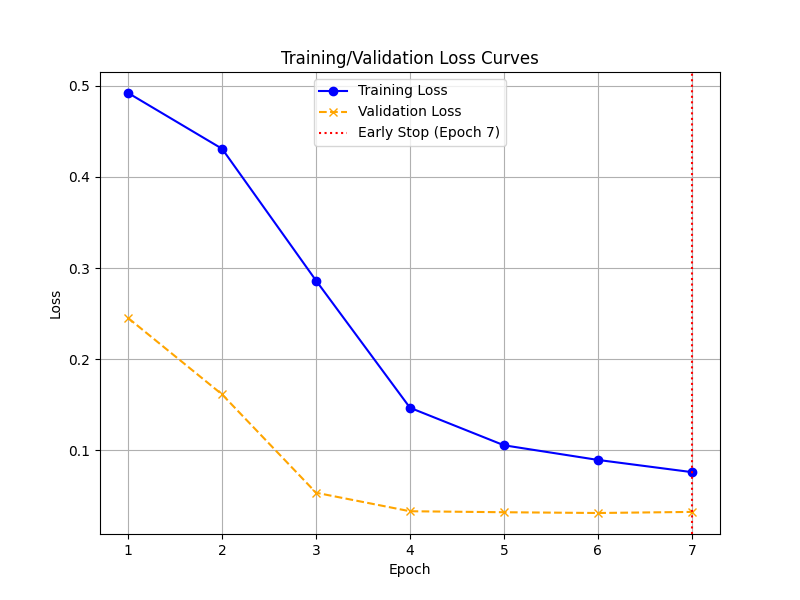 Training/Validation Loss Curves
Training Loss
Validation Loss
Early Stop (Epoch 7)
0.5
0.4
0.3
0.2
0.1
Loss
1 2 3 4 5 6 7
Epoch